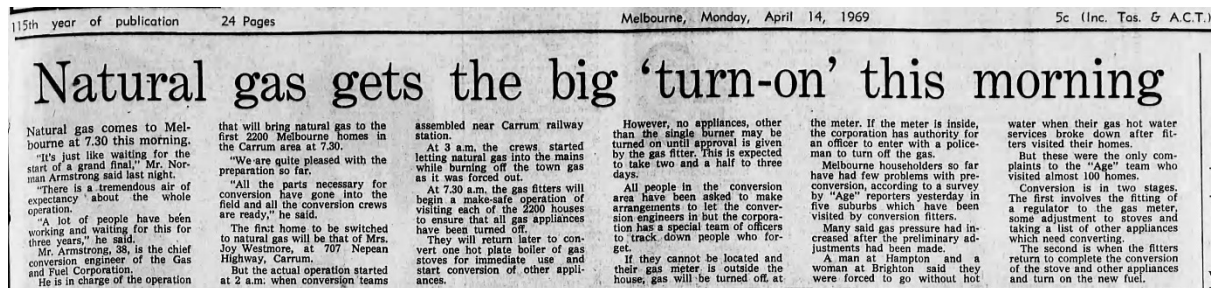 115th year of publication 24 Pages Melbourne, Monday, April 14, 1969 5c (Inc. Tas. & A.C.T.)
Natural gas gets the big ‘turn-on’ this morning
Natural gas comes to Mel-
bourne at 7.30 this morning.
"It's just like waiting for the
start of a grand final," Mr. Nor-
man Armstrong said last night.
"There is a tremendous air of
expectancy about the whole
operation.
"A lot of people have been
working and waiting for this for
three years," he said.
Mr. Armstrong, 38, is the chief
conversion engineer of the Gas
and Fuel Corporation.
He is in charge of the operation
that will bring natural gas to the
first 2200 Melbourne homes in
the Carrum area at 7.30.
"We are quite pleased with the
preparation so far.
"All the parts necessary for
conversion have gone into the
field and all the conversion crews
are ready," he said.
The first home to be switched
to natural gas will be that of Mrs.
Joy Westmore, at 707 Nepean
Highway, Carrum.
But the actual operation started
at 2 a.m. when conversion teams
assembled near Carrum railway
station.
At 3 a.m. the crews started
letting natural gas into the mains
while burning off the town gas
as it was forced out.
At 7.30 a.m. the gas fitters will
begin a make-safe operation of
visiting each of the 2200 houses
to ensure that all gas appliances
have been turned off.
They will return later to con-
vert one hot plate boiler of gas
stoves for immediate use and
start conversion of other appli-
ances.
However, no appliances, other
than the single burner may be
turned on until approval is given
by the gas fitter. This is expected
to take two and a half to three
days.
All people in the conversion
area have been asked to make
arrangements to let the conver-
sion engineers in but the corpora-
tion has a special team of officers
to track down people who for-
get.
If they cannot be located and
their gas meter is outside the
house, gas will be turned off at
the meter. If the meter is inside,
the corporation has authority for
an officer to enter with a police-
man to turn off the gas.
Melbourne householders so far
have had few problems with pre-
conversion, according to a survey
by "Age" reporters yesterday in
five suburbs which have been
visited by conversion fitters.
Many said gas pressure had in-
creased after the preliminary ad-
justments had been made.
A man at Hampton and a
woman at Brighton said they
were forced to go without hot
water when their gas hot water
services broke down after fit-
ters visited their homes.
But these were the only com-
plaints to the "Age" team who
visited almost 100 homes.
Conversion is in two stages.
The first involves the fitting of
a regulator to the gas meter,
some adjustment to stoves and
taking a list of other appliances
which need converting.
The second is when the fitters
return to complete the conversion
of the stove and other appliances
and turn on the new fuel.